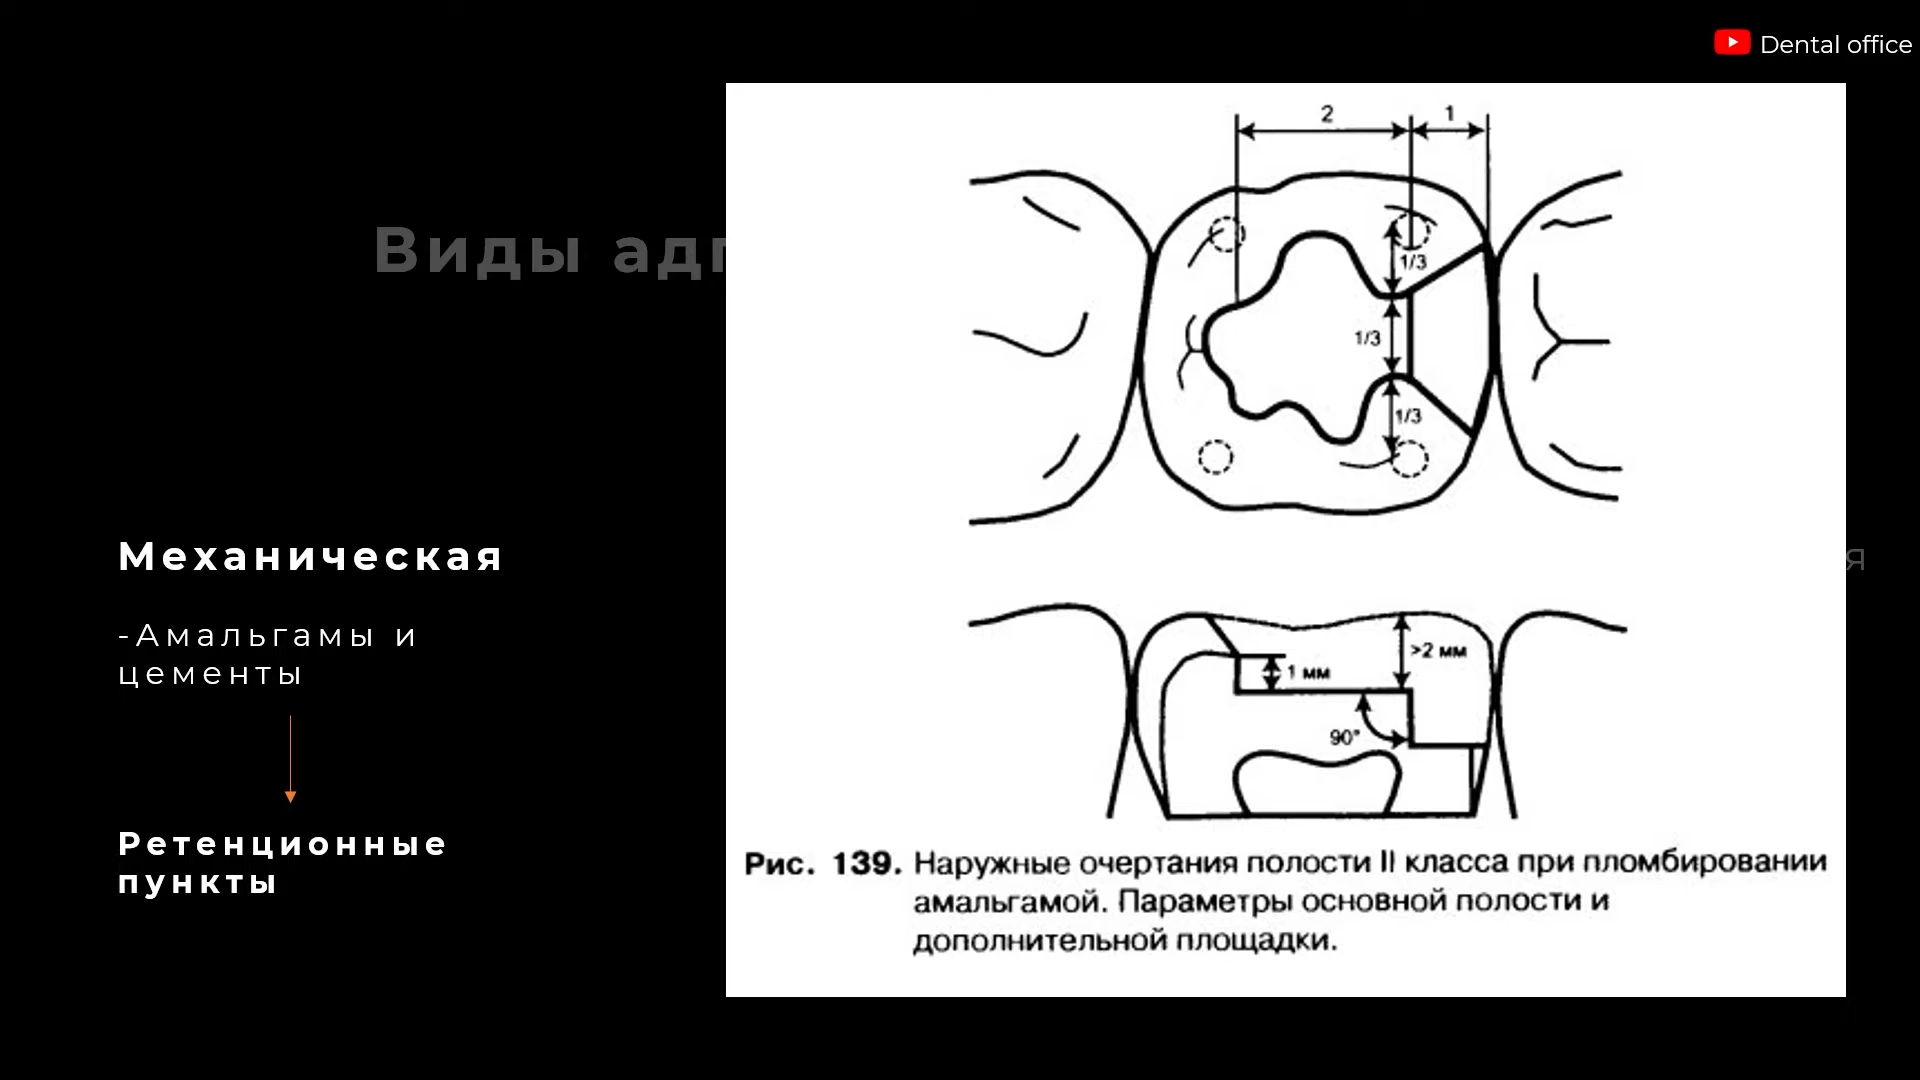 Dental office
Виды
Механическая
-Амальгамы и
цементы
Ретенционные
пункты
2
1
1/3
1/3
1/3
>2 мм
1 мм
90°
Рис. 139. Наружные очертания полости II класса при пломбировании
амальгамой. Параметры основной полости и
дополнительной площадки.